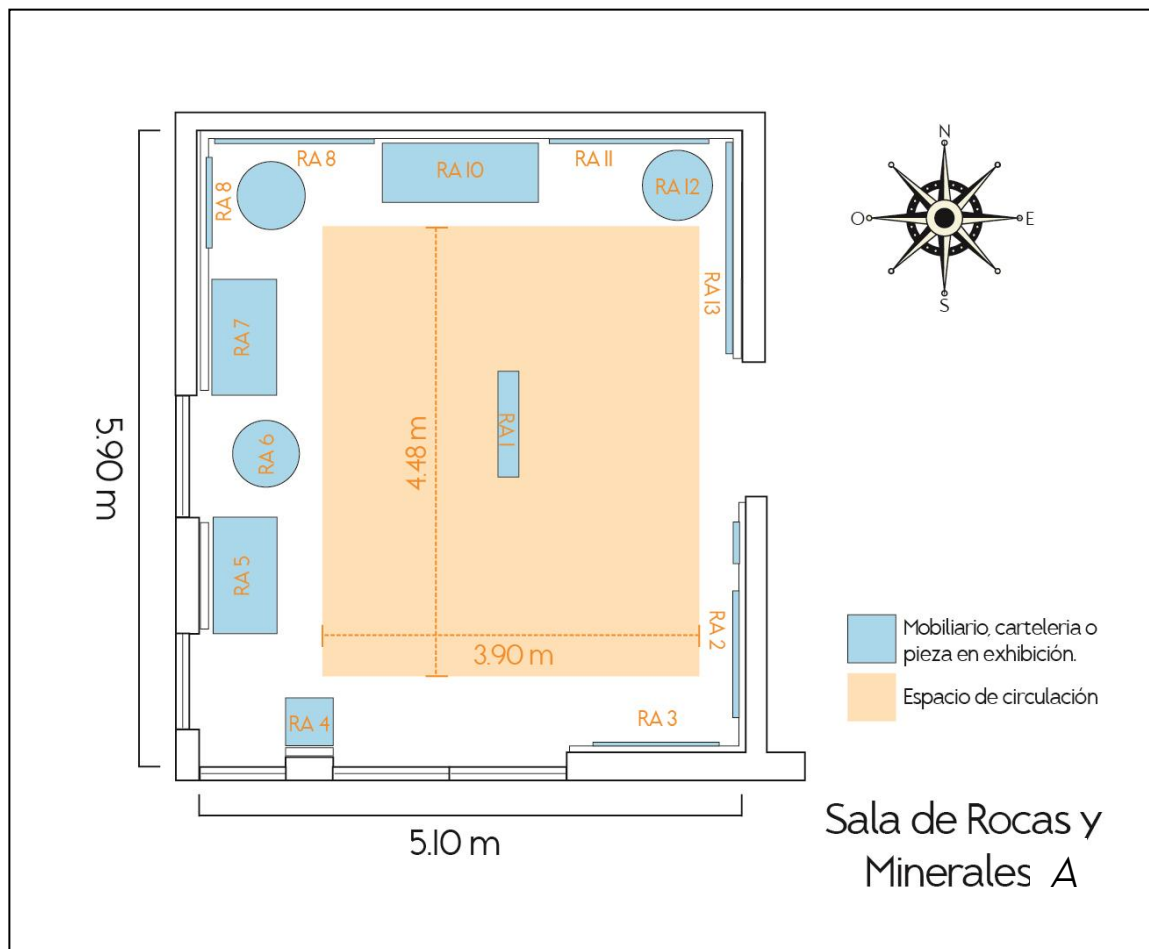 N
O
E
S
RA 8
RA 10
RA 11
RA 12
RA 8
RA 13
RA 7
RA 1
RA 6
4.48 m
5.90 m
RA 5
RA 2
3.90 m
RA 4
RA 3
5.10 m
Mobiliario, carteleria o
pieza en exhibición.
Espacio de circulación
Sala de Rocas y
Minerales A